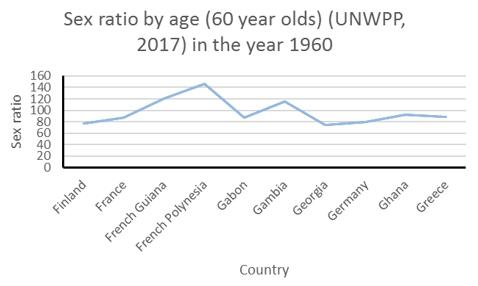 Sex ratio by age (60 year olds) (UNWPP,
2017) in the year 1960
160
140
120
100
80
60
40
20
0
Sex ratio
Finland
France
French Guiana
French Polynesia
Gabon
Gambia
Georgia
Germany
Ghana
Greece
Country